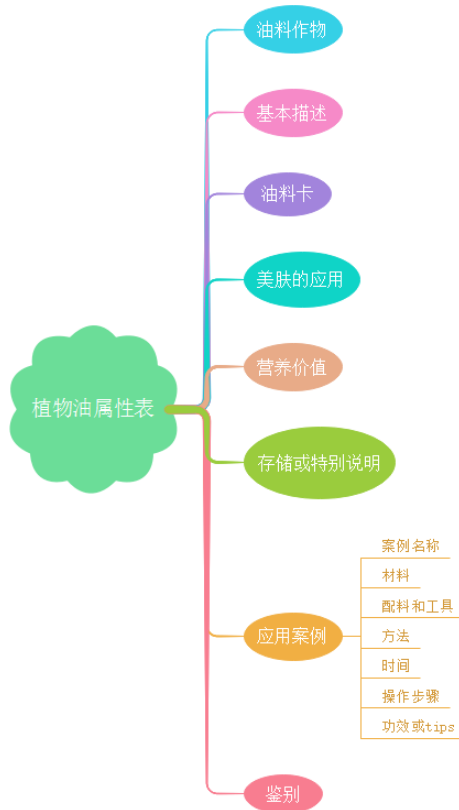 油料作物
基本描述
油料卡
美肤的应用
营养价值
植物油属性表
存储或特别说明
应用案例
案例名称
材料
配料和工具
方法
时间
操作步骤
功效或tips
鉴别